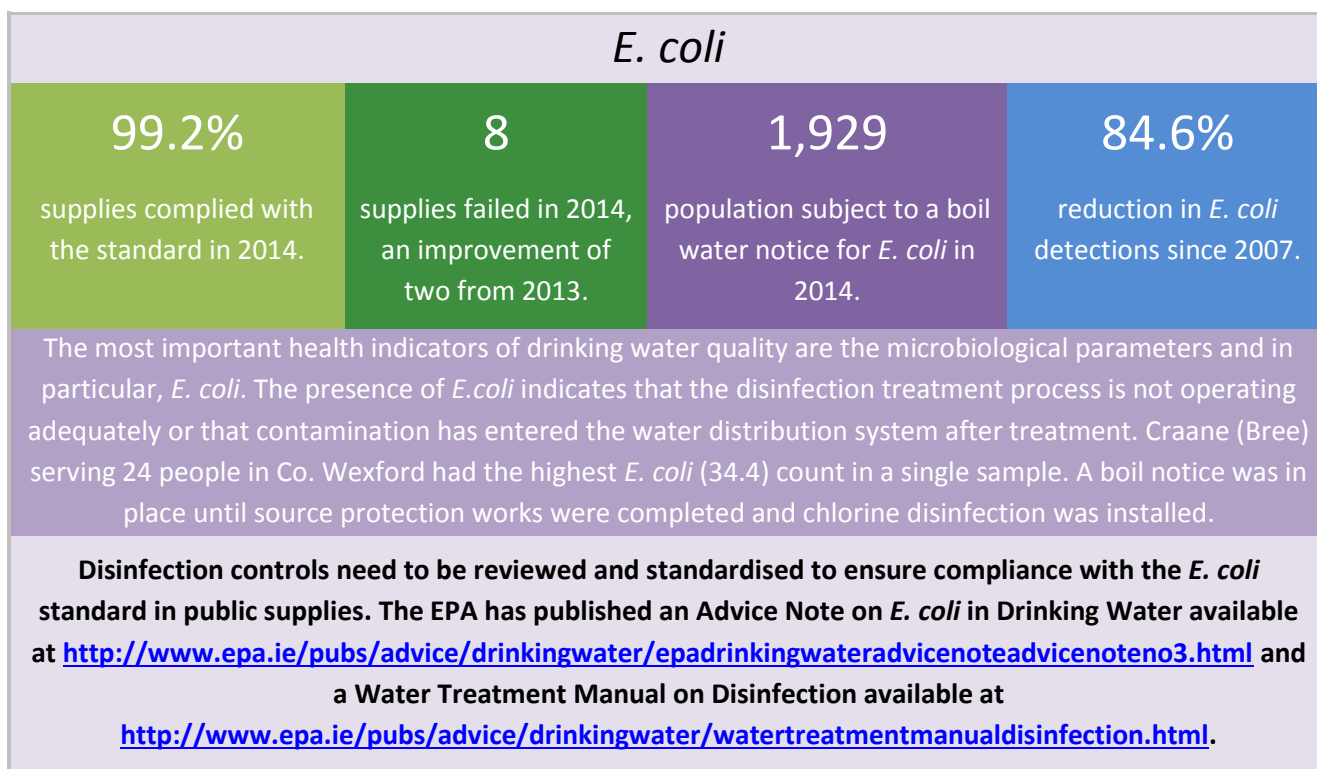 E. coli
99.2%
supplies complied with
the standard in 2014.
8
supplies failed in 2014,
an improvement of
two from 2013.
1,929
population subject to a boil
water notice for E. coli in
2014.
84.6%
reduction in E. coli
detections since 2007.
The most important health indicators of drinking water quality are the microbiological parameters and in
particular, E. coli. The presence of E.coli indicates that the disinfection treatment process is not operating
adequately or that contamination has entered the water distribution system after treatment. Craane (Bree)
serving 24 people in Co. Wexford had the highest E. coli (34.4) count in a single sample. A boil notice was in
place until source protection works were completed and chlorine disinfection was installed.
Disinfection controls need to be reviewed and standardised to ensure compliance with the E. coli
standard in public supplies. The EPA has published an Advice Note on E. coli in Drinking Water available
at http://www.epa.ie/pubs/advice/drinkingwater/epadrinkingwateradvicenoteadvicenoteno3.html and
a Water Treatment Manual on Disinfection available at
http://www.epa.ie/pubs/advice/drinkingwater/watertreatmentmanualdisinfection.html.